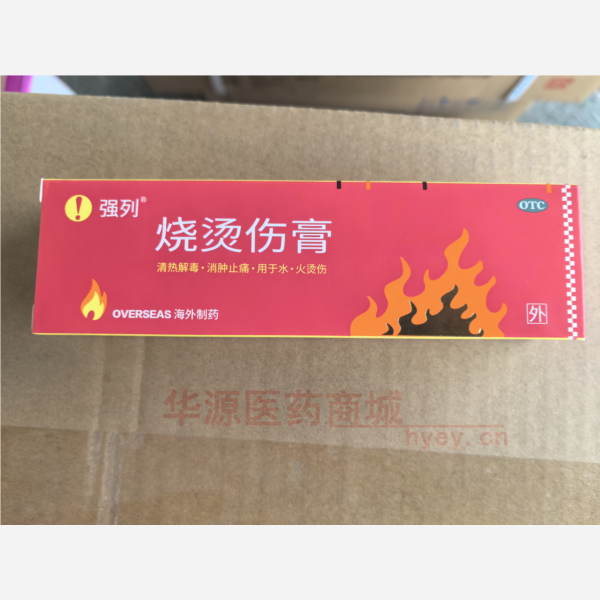 强列®
OTC
烧烫伤膏
清热解毒·消肿止痛·用于水·火烫伤
OVERSEAS 海外制药
外
华源医药商城
hyey.cn